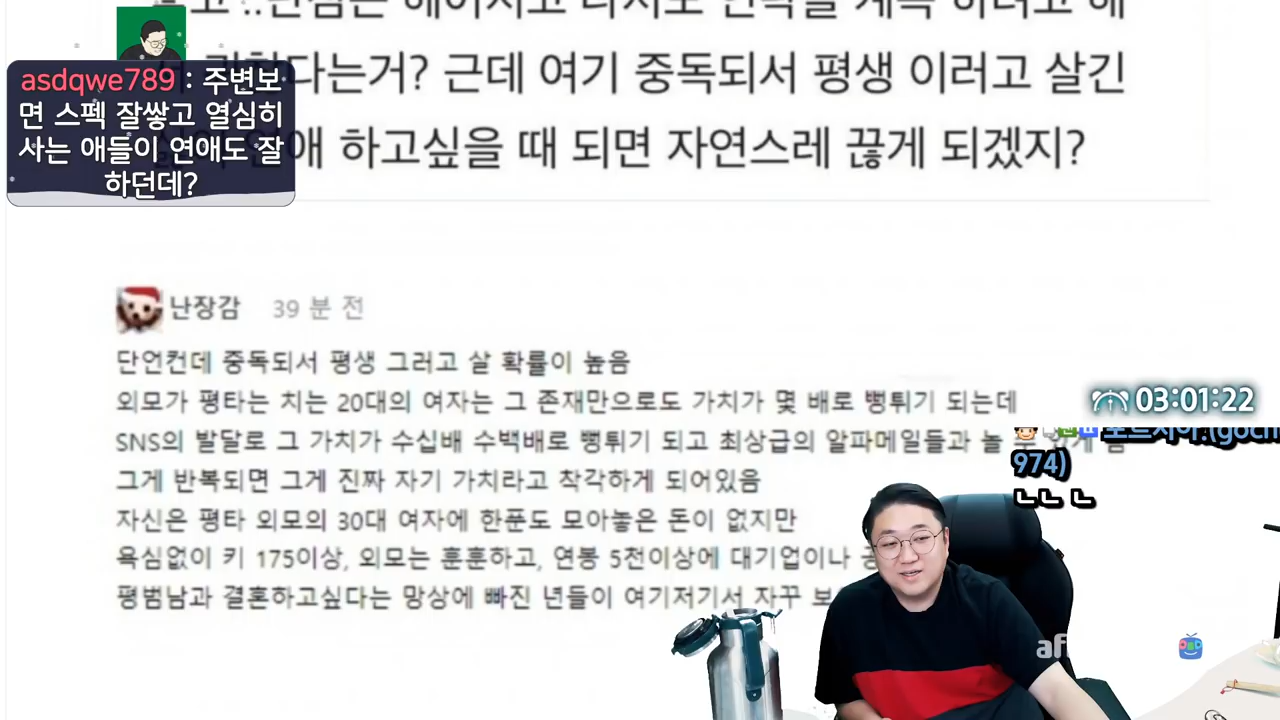 계속 하려고 해
다는거? 근데 여기 중독되서 평생 이러고 살긴
애 하고싶을 때 되면 자연스레 끊게 되겠지?
asdqwe789 : 주변보
면 스펙 잘쌓고 열심히
사는 애들이 연애도 잘
하던데?
난장감 39 분 전
단언컨데 중독되서 평생 그러고 살 확률이 높음
외모가 평타는 치는 20대의 여자는 그 존재만으로도 가치가 몇 배로 뻥튀기 되는데
SNS의 발달로 그 가치가 수십배 수백배로 뻥튀기 되고 최상급의 알파메일들과 놀
그게 반복되면 그게 진짜 자기 가치라고 착각하게 되어있음
자신은 평타 외모의 30대 여자에 한푼도 모아놓은 돈이 없지만
욕심없이 키 175이상, 외모는 훈훈하고, 연봉 5천이상에 대기업이나
평범남과 결혼하고싶다는 망상에 빠진 년들이 여기저기서 자꾸
03:01:22
974)
ㄴㄴ ㄴ
af